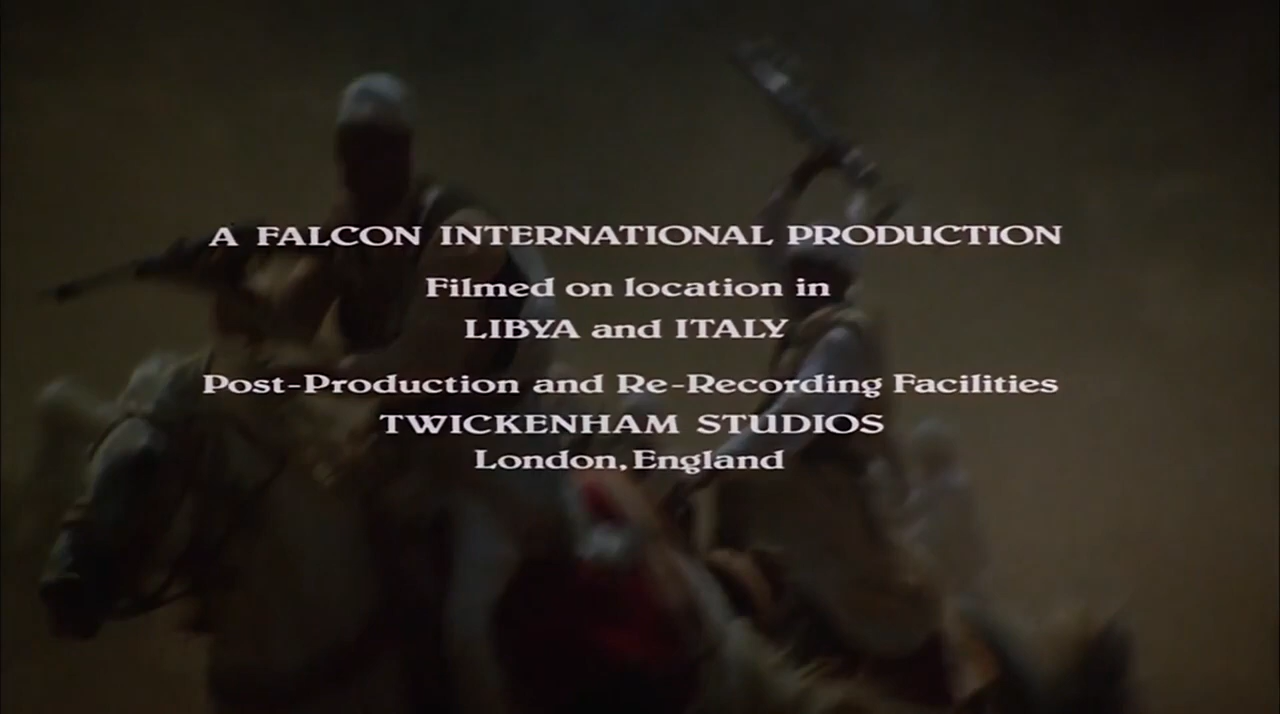 A FALCON INTERNATIONAL PRODUCTION
Filmed on location in
LIBYA and ITALY
Post-Production and Re-Recording Facilities
TWICKENHAM STUDIOS
London, England